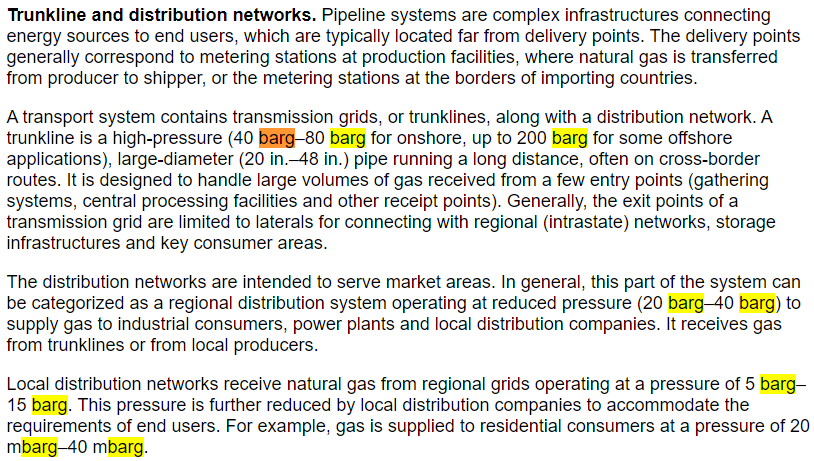 Trunkline and distribution networks. Pipeline systems are complex infrastructures connecting
energy sources to end users, which are typically located far from delivery points. The delivery points
generally correspond to metering stations at production facilities, where natural gas is transferred
from producer to shipper, or the metering stations at the borders of importing countries.
A transport system contains transmission grids, or trunklines, along with a distribution network. A
trunkline is a high-pressure (40 barg–80 barg for onshore, up to 200 barg for some offshore
applications), large-diameter (20 in.–48 in.) pipe running a long distance, often on cross-border
routes. It is designed to handle large volumes of gas received from a few entry points (gathering
systems, central processing facilities and other receipt points). Generally, the exit points of a
transmission grid are limited to laterals for connecting with regional (intrastate) networks, storage
infrastructures and key consumer areas.
The distribution networks are intended to serve market areas. In general, this part of the system can
be categorized as a regional distribution system operating at reduced pressure (20 barg–40 barg) to
supply gas to industrial consumers, power plants and local distribution companies. It receives gas
from trunklines or from local producers.
Local distribution networks receive natural gas from regional grids operating at a pressure of 5 barg–
15 barg. This pressure is further reduced by local distribution companies to accommodate the
requirements of end users. For example, gas is supplied to residential consumers at a pressure of 20
mbarg–40 mbarg.